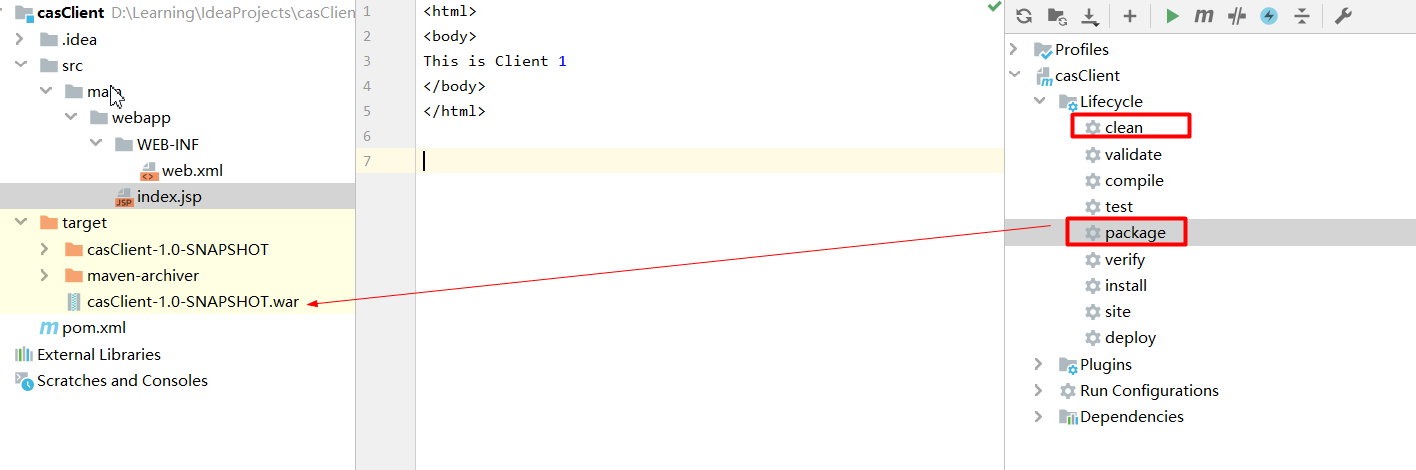 casClient D:\Learning\IdeaProjects\casClien
.idea
src
main
webapp
WEB-INF
web.xml
index.jsp
target
casClient-1.0-SNAPSHOT
maven-archiver
casClient-1.0-SNAPSHOT.war
pom.xml
External Libraries
Scratches and Consoles
1 <html>
2 <body>
3 This is Client 1
4 </body>
5 </html>
6
7
Profiles
casClient
Lifecycle
clean
validate
compile
test
package
verify
install
site
deploy
Plugins
Run Configurations
Dependencies